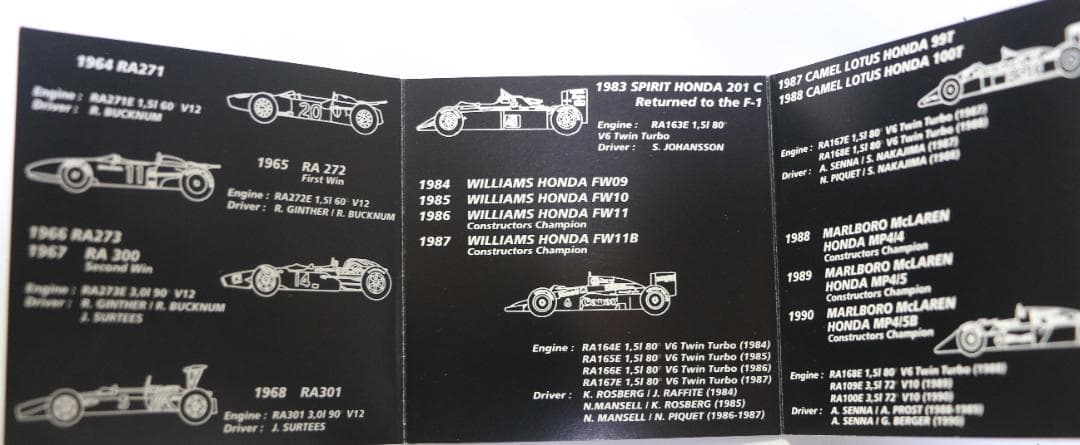 1964 RA271
Engine : RA271E 1,5l 60° V12
Driver : R. BUCKNUM
20
11
1965 RA 272
First Win
Engine : RA272E 1,5l 60° V12
Driver : R. GINTHER / R. BUCKNUM
1966 RA273
1967 RA 300
Second Win
Engine : RA273E 3,0l 90° V12
Driver : R. GINTHER / R. BUCKNUM
J. SURTEES
14
3
1968 RA301
Engine : RA301 3,0l 90° V12
Driver : J. SURTEES
1983 SPIRIT HONDA 201 C
Returned to the F-1
Engine : RA163E 1,5l 80°
V6 Twin Turbo
Driver : S. JOHANSSON
1984 WILLIAMS HONDA FW09
1985 WILLIAMS HONDA FW10
1986 WILLIAMS HONDA FW11
Constructors Champion
1987 WILLIAMS HONDA FW11B
Constructors Champion
6
Canon
Engine : RA164E 1,5l 80° V6 Twin Turbo (1984)
RA165E 1,5l 80° V6 Twin Turbo (1985)
RA166E 1,5l 80° V6 Twin Turbo (1986)
RA167E 1,5l 80° V6 Twin Turbo (1987)
Driver : K. ROSBERG / J. RAFFITE (1984)
N.MANSELL / K. ROSBERG (1985)
N. MANSELL / N. PIQUET (1986-1987)
1987 CAMEL LOTUS HONDA 99T
1988 CAMEL LOTUS HONDA 100T
Engine : RA167E 1,5l 80° V6 Twin Turbo (1987)
RA168E 1,5l 80° V6 Twin Turbo (1988)
Driver : A. SENNA / S. NAKAJIMA (1987)
N. PIQUET / S. NAKAJIMA (1988)
1988 MARLBORO McLAREN
HONDA MP4/4
Constructors Champion
1989 MARLBORO McLAREN
HONDA MP4/5
Constructors Champion
1990 MARLBORO McLAREN
HONDA MP4/5B
Constructors Champion
Engine : RA168E 1,5l 80° V6 Twin Turbo (1988)
RA109E 3,5l 72° V10 (1989)
RA100E 3,5l 72° V10 (1990)
Driver : A. SENNA / A. PROST (1988-1989)
A. SENNA / G. BERGER (1990)